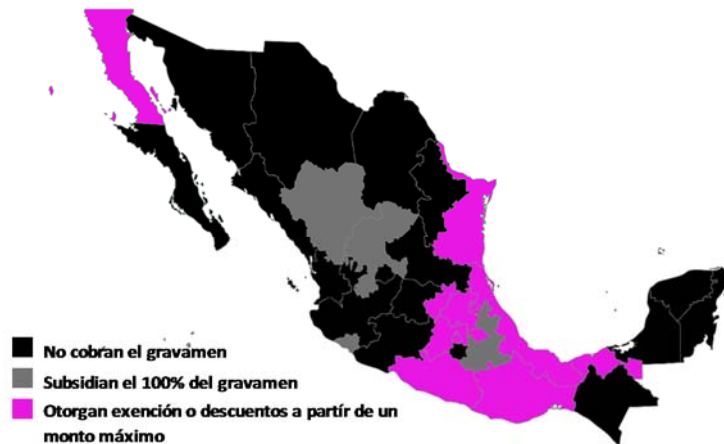 No cobran el gravamen
Subsidian el 100% del gravamen
Otorgan exención o descuentos a partír de un
monto máximo